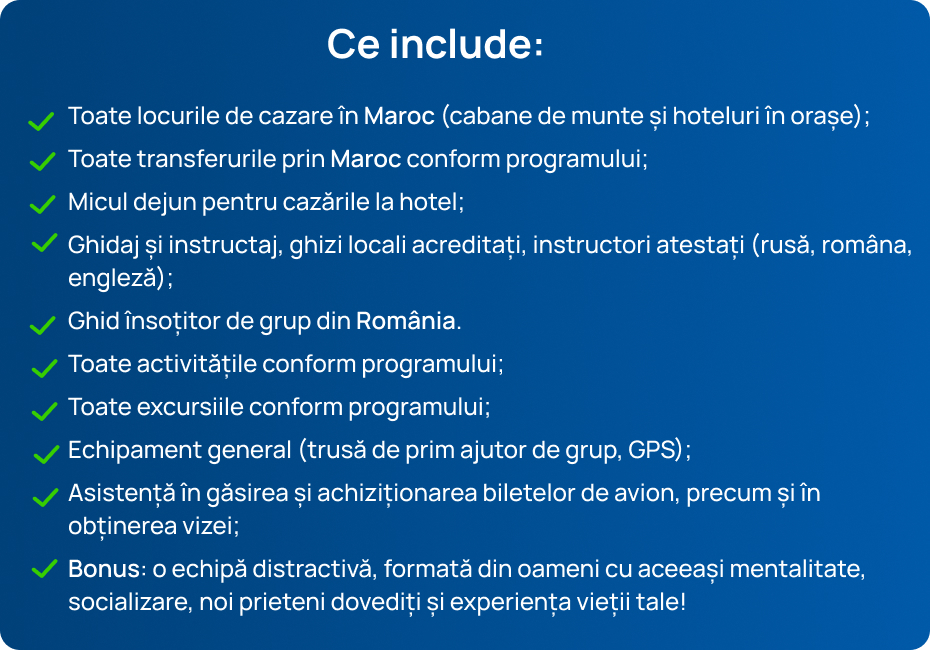 Ce include:
Toate locurile de cazare în Maroc (cabane de munte și hoteluri în orașe);
Toate transferurile prin Maroc conform programului;
Micul dejun pentru cazările la hotel;
Ghidaj și instructaj, ghizi locali acreditați, instructori atestați (rusă, româna,
engleză);
Ghid însoțitor de grup din România.
Toate activitățile conform programului;
Toate excursiile conform programului;
Echipament general (trusă de prim ajutor de grup, GPS);
Asistență în găsirea și achiziționarea biletelor de avion, precum și în
obținerea vizei;
Bonus: o echipă distractivă, formată din oameni cu aceeași mentalitate,
socializare, noi prieteni dovediți și experiența vieții tale!